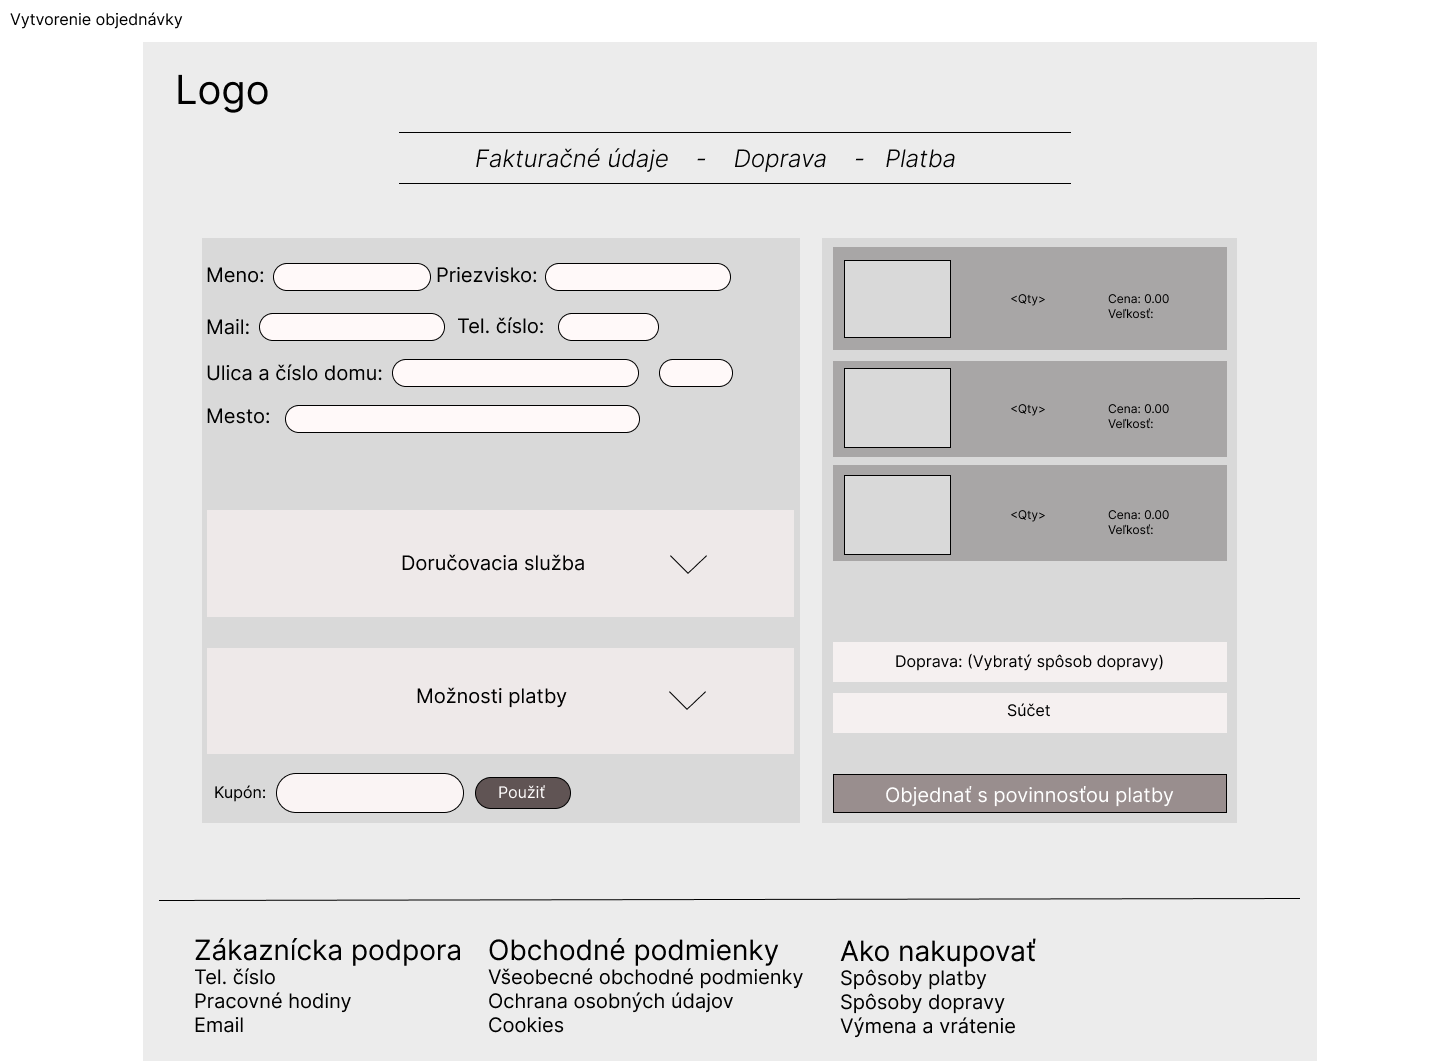 Vytvorenie objednávky
Logo
Fakturačné údaje - Doprava - Platba
Meno: Priezvisko:
Mail: Tel. číslo:
Ulica a číslo domu:
Mesto:
Doručovacia služba
Možnosti platby
Kupón: Použiť
<Qty> Cena: 0.00
Veľkosť:
<Qty> Cena: 0.00
Veľkosť:
<Qty> Cena: 0.00
Veľkosť:
Doprava: (Vybratý spôsob dopravy)
Súčet
Objednať s povinnosťou platby
Zákaznícka podpora
Tel. číslo
Pracovné hodiny
Email
Obchodné podmienky
Všeobecné obchodné podmienky
Ochrana osobných údajov
Cookies
Ako nakupovať
Spôsoby platby
Spôsoby dopravy
Výmena a vrátenie